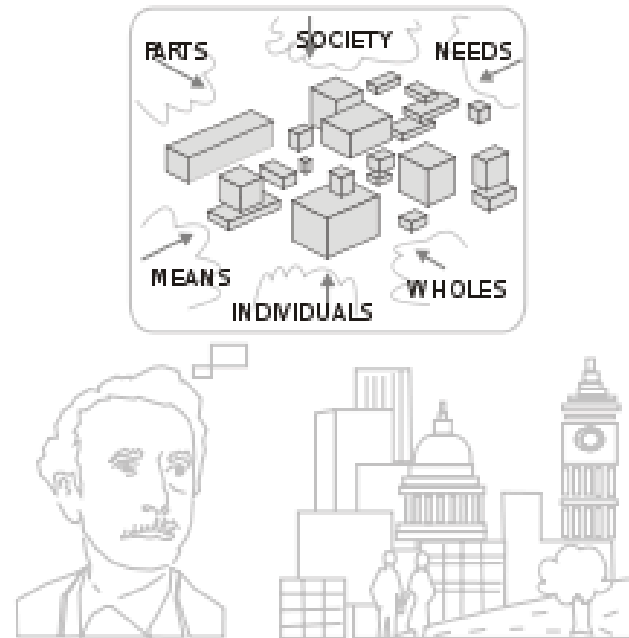 SOCIETY
PARTS
NEEDS
MEANS
WHOLES
INDIVIDUALS